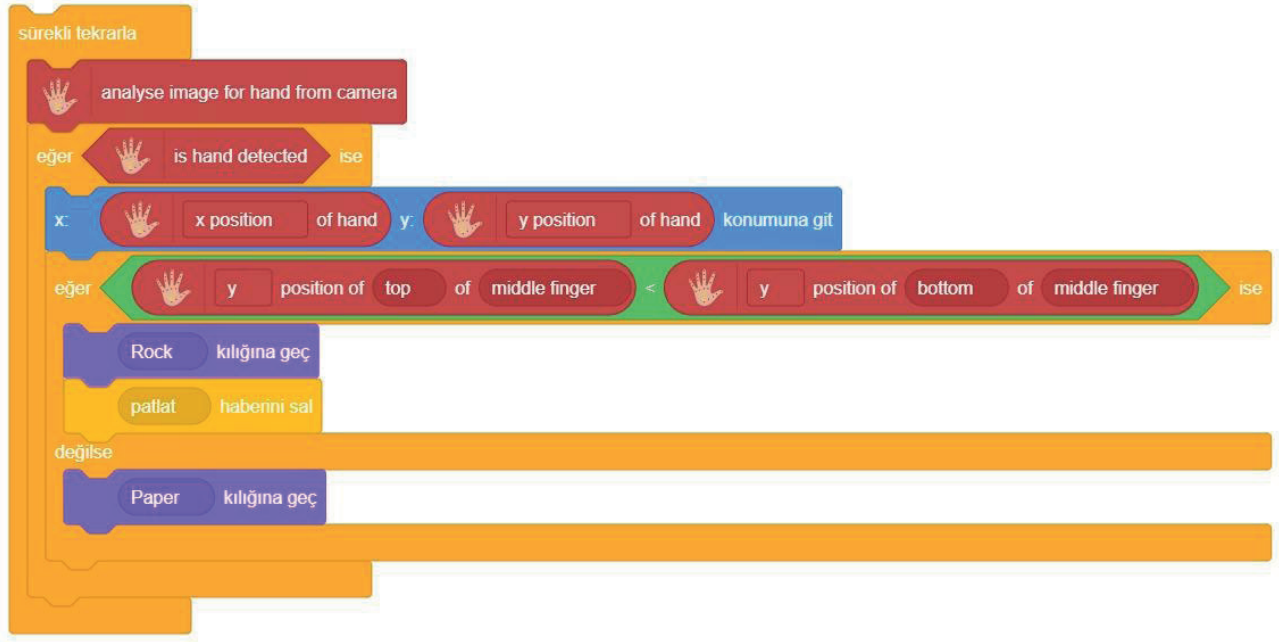 sürekli tekrarla
analyse image for hand from camera
eğer is hand detected ise
x: x position of hand y: y position of hand konumuna git
eğer y position of top of middle finger < y position of bottom of middle finger ise
Rock kılığına geç
patlat haberini sal
değilse
Paper kılığına geç